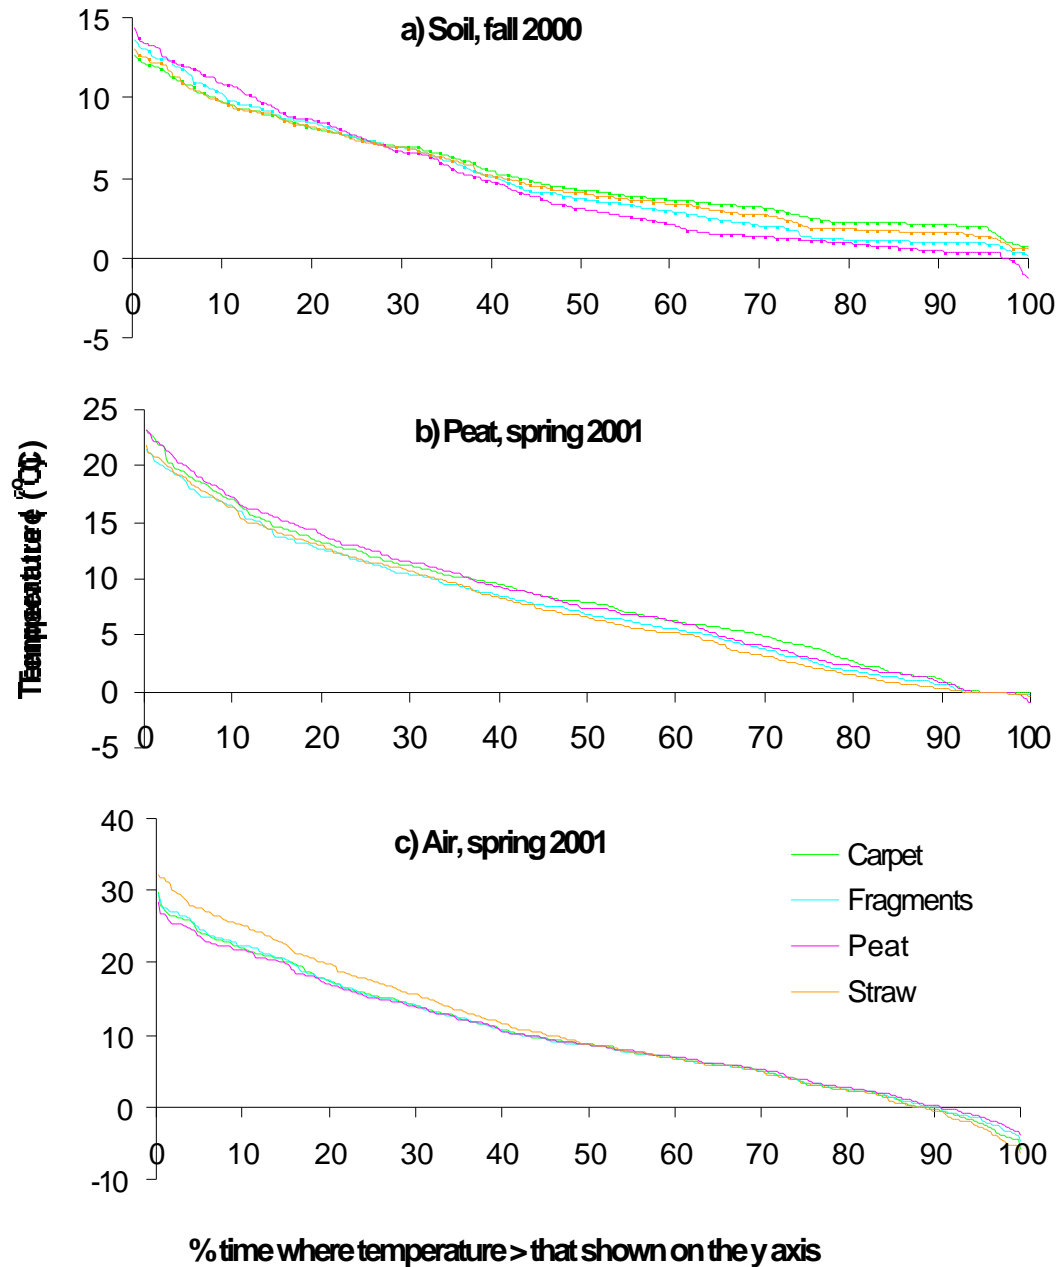 a) Soil, fall 2000
15
10
5
0
-5
0 10 20 30 40 50 60 70 80 90 100
b) Peat, spring 2001
25
20
15
10
5
0
-5
0 10 20 30 40 50 60 70 80 90 100
Temperature (°C)
c) Air, spring 2001
40
30
20
10
0
-10
0 10 20 30 40 50 60 70 80 90 100
Carpet
Fragments
Peat
Straw
% time where temperature > that shown on the y axis